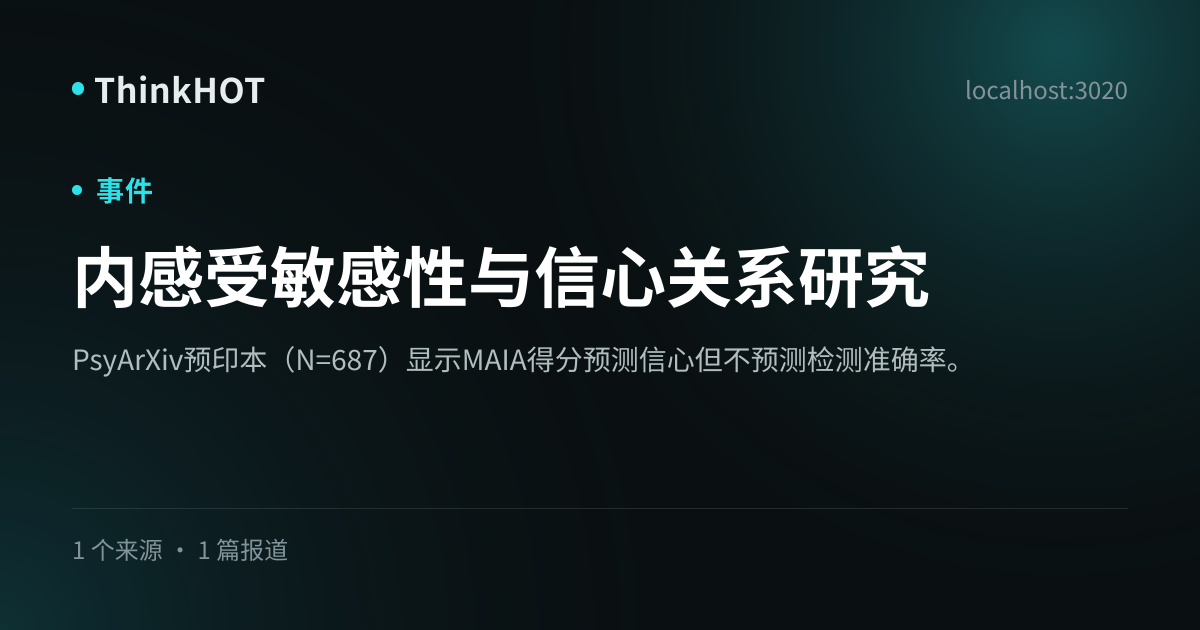 ThinkHOT
localhost:3020
事件
内感受敏感性与信心关系研究
PsyArXiv预印本（N=687）显示MAIA得分预测信心但不预测检测准确率。
1 个来源 · 1 篇报道